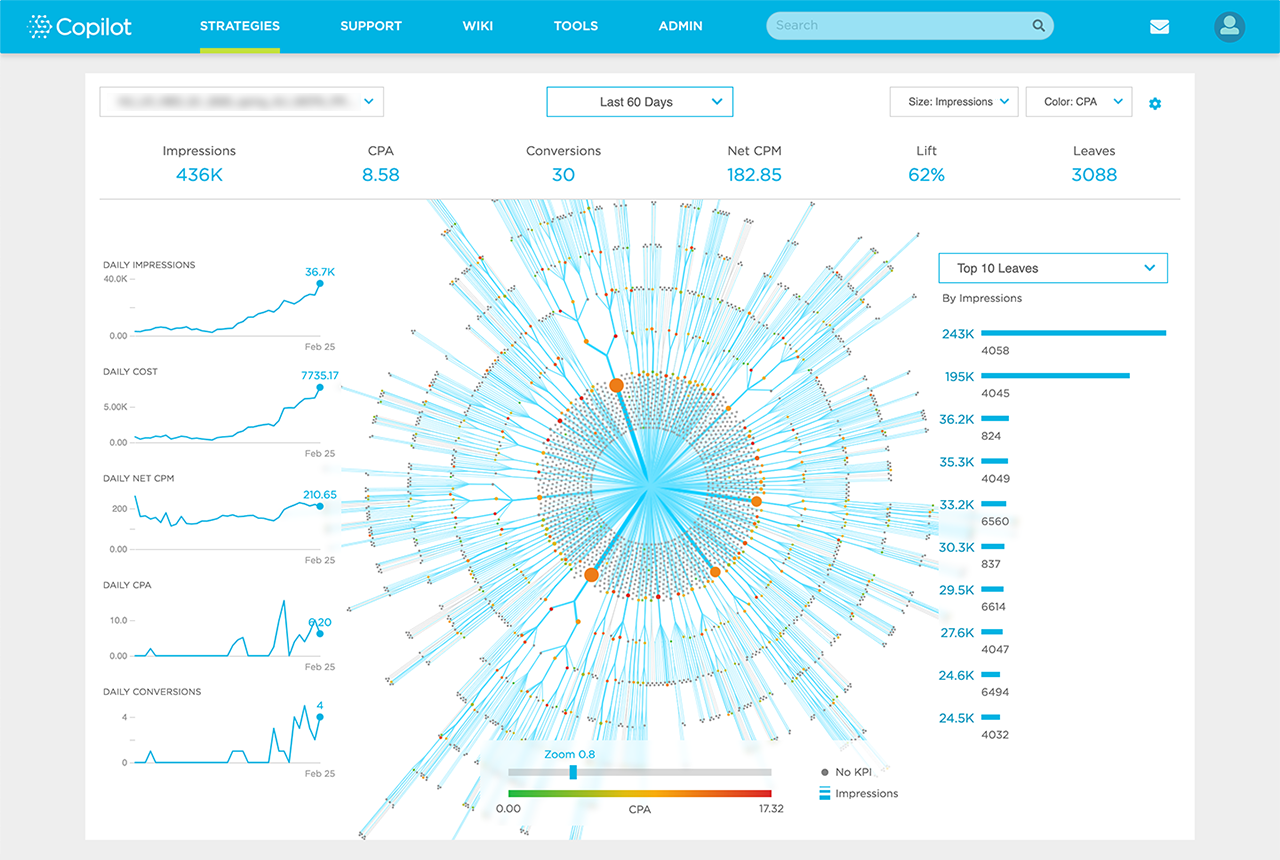 Copilot
STRATEGIES
SUPPORT
WIKI
TOOLS
ADMIN
Search
Last 60 Days
Size: Impressions
Color: CPA
Impressions
436K
CPA
8.58
Conversions
30
Net CPM
182.85
Lift
62%
Leaves
3088
DAILY IMPRESSIONS
36.7K
40.0K
0.00
Feb 25
DAILY COST
7735.17
5.00K
0.00
Feb 25
DAILY NET CPM
210.65
200
0.00
Feb 25
DAILY CPA
6.20
10.0
0.00
Feb 25
DAILY CONVERSIONS
4
4
0
Feb 25
Zoom 0.8
0.00
CPA
17.32
No KPI
Impressions
Top 10 Leaves
By Impressions
243K
4058
195K
4045
36.2K
824
35.3K
4049
33.2K
6560
30.3K
837
29.5K
6614
27.6K
4047
24.6K
6494
24.5K
4032